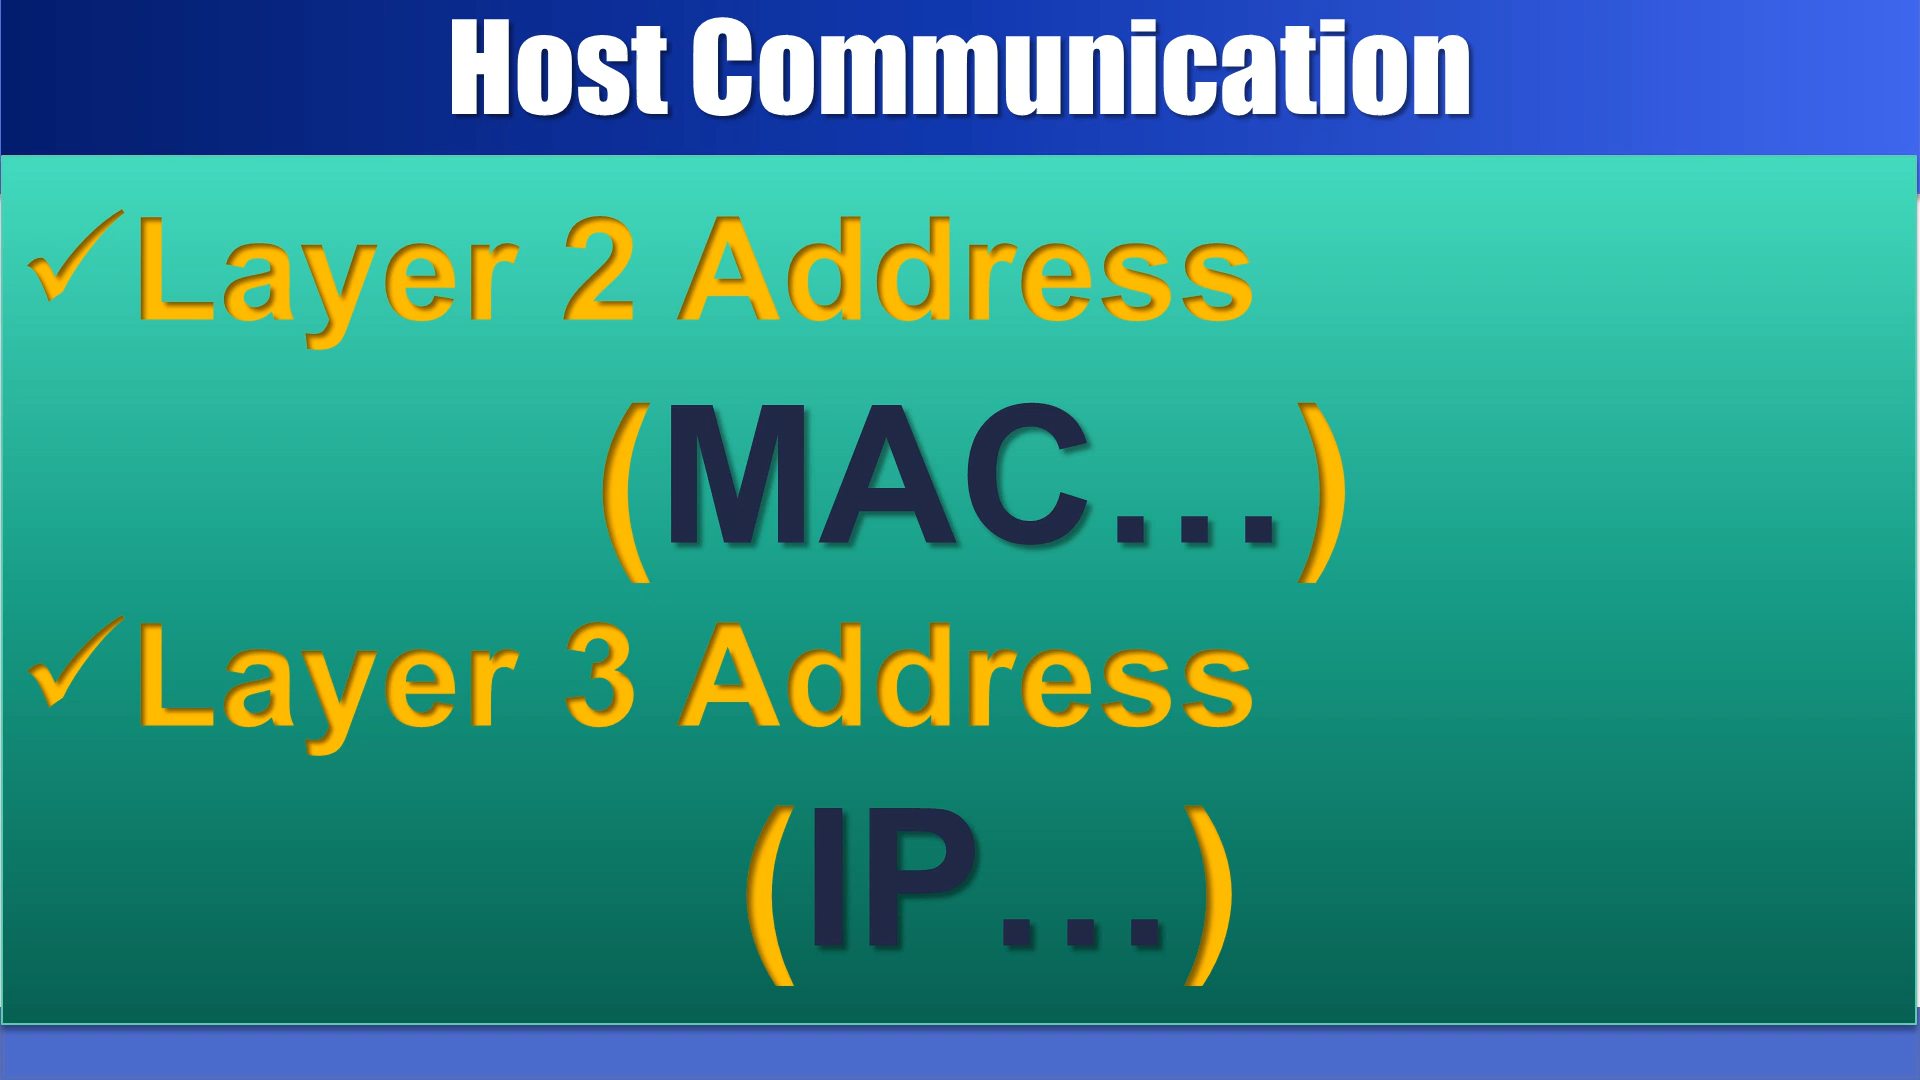 Host Communication
✓Layer 2 Address
(MAC…)
✓Layer 3 Address
(IP…)